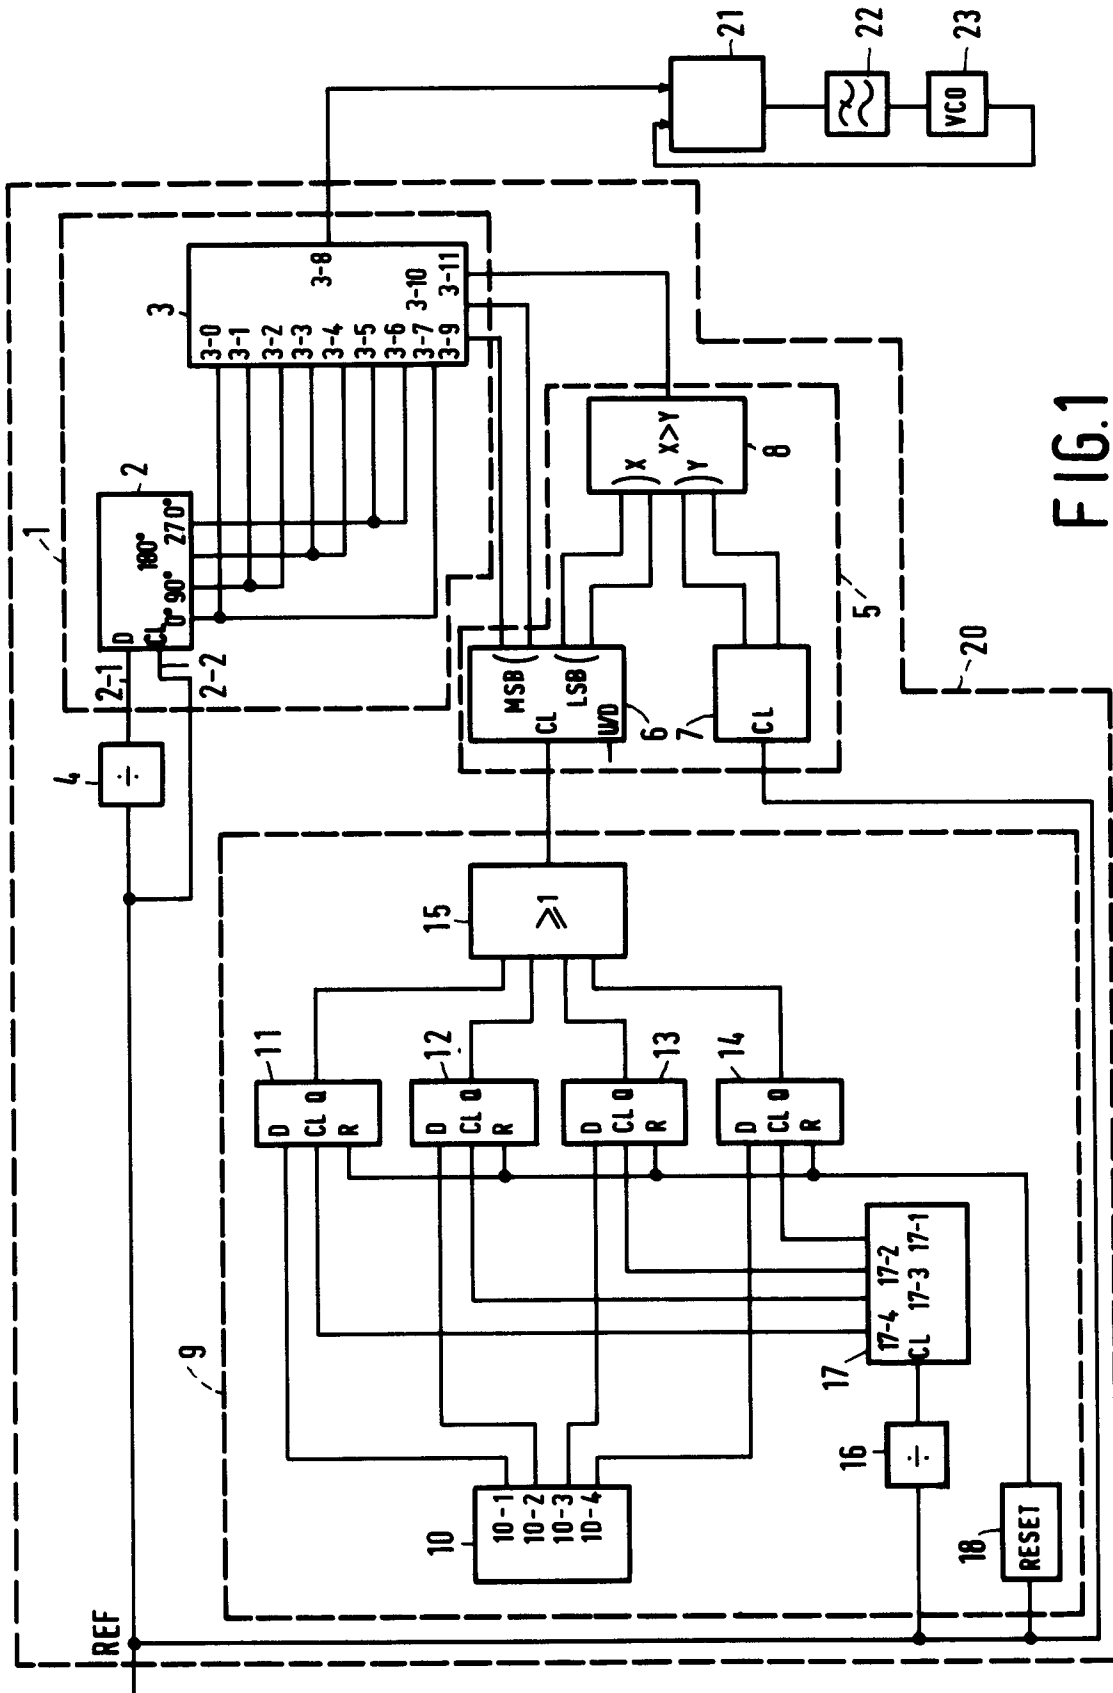 REF
1
4
÷
2-1
2-2
2
D
CL
0°
90°
180°
270°
3
3-0
3-1
3-2
3-3
3-4
3-5
3-6
3-7
3-9
3-8
3-10
3-11
21
22
23
VCO
9
10
10-1
10-2
10-3
10-4
11
D
CL Q
R
12
D
CL Q
R
13
D
CL Q
R
14
D
CL Q
R
15
≥1
MSB
CL
LSB
U/D
6
7
CL
X
X>Y
Y
8
5
20
16
÷
17
17-4
17-2
17-3
17-1
CL
18
RESET
FIG.1